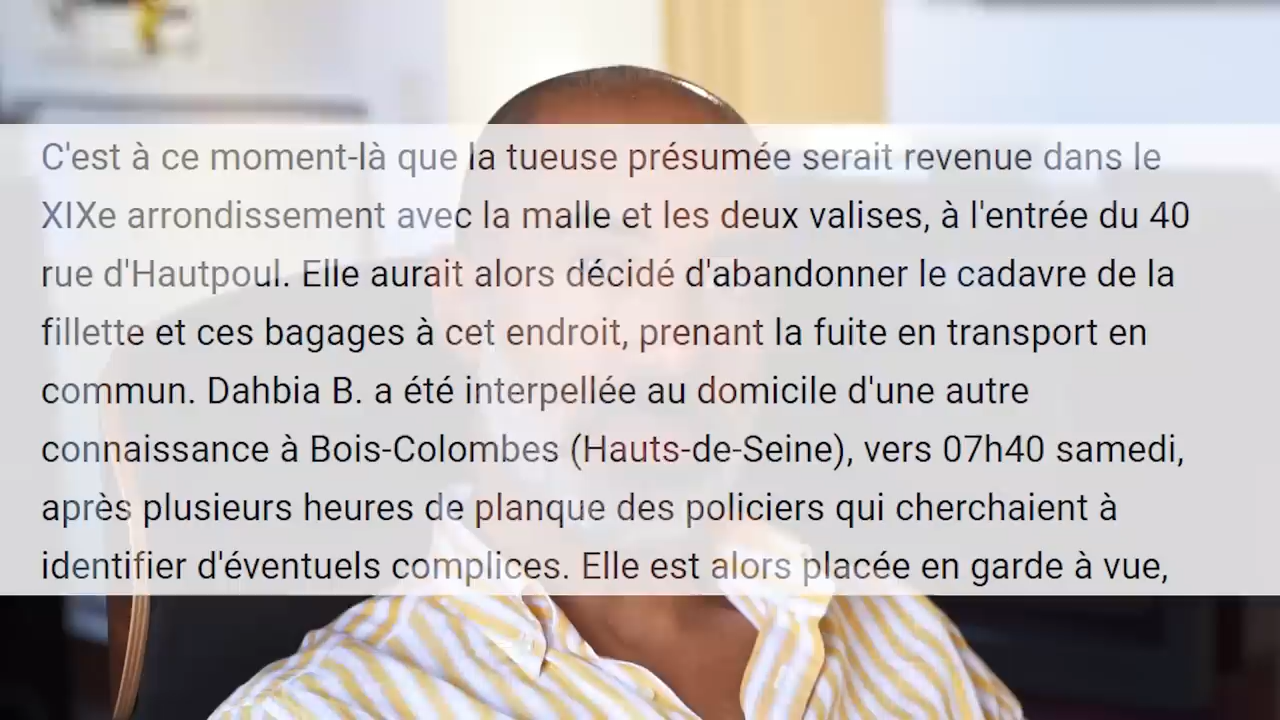 C'est à ce moment-là que la tueuse présumée serait revenue dans le
XIXe arrondissement avec la malle et les deux valises, à l'entrée du 40
rue d'Hautpoul. Elle aurait alors décidé d'abandonner le cadavre de la
fillette et ces bagages à cet endroit, prenant la fuite en transport en
commun. Dahbia B. a été interpellée au domicile d'une autre
connaissance à Bois-Colombes (Hauts-de-Seine), vers 07h40 samedi,
après plusieurs heures de planque des policiers qui cherchaient à
identifier d'éventuels complices. Elle est alors placée en garde à vue,